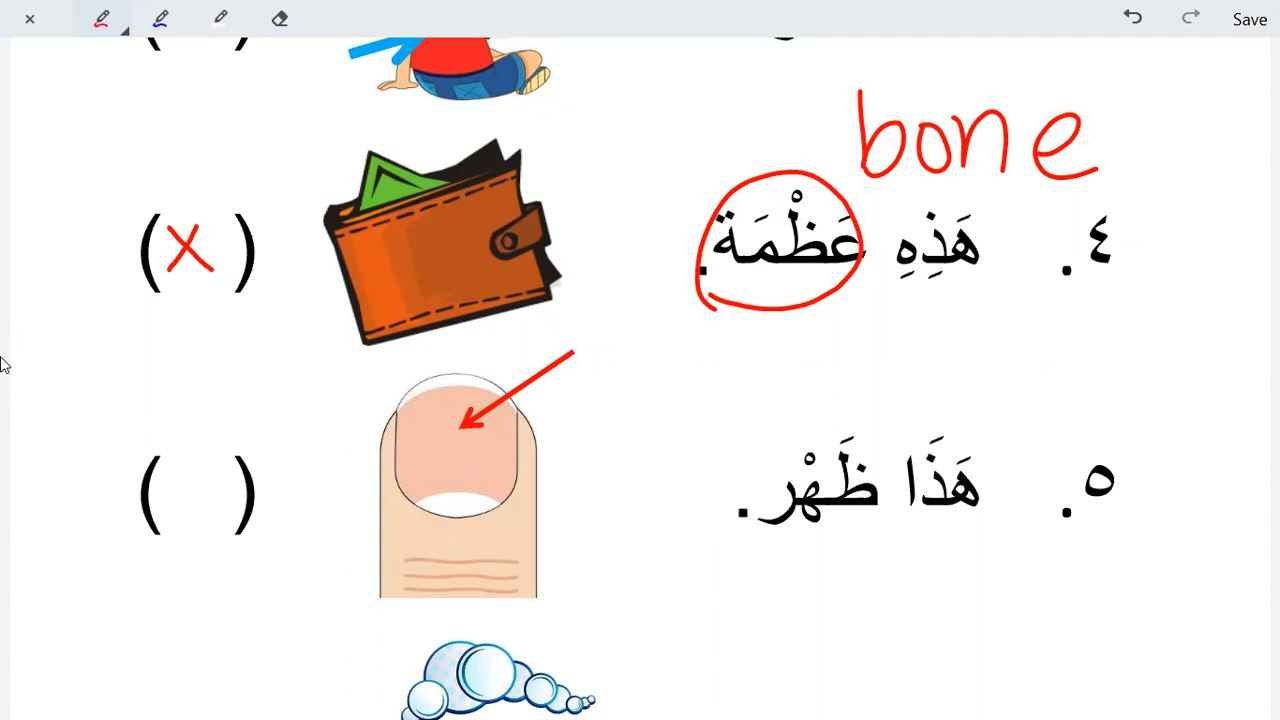 Save
bone
٤. هَذِهِ عَظْمَة.
(x)
٥. هَذَا ظَهْر.
( )